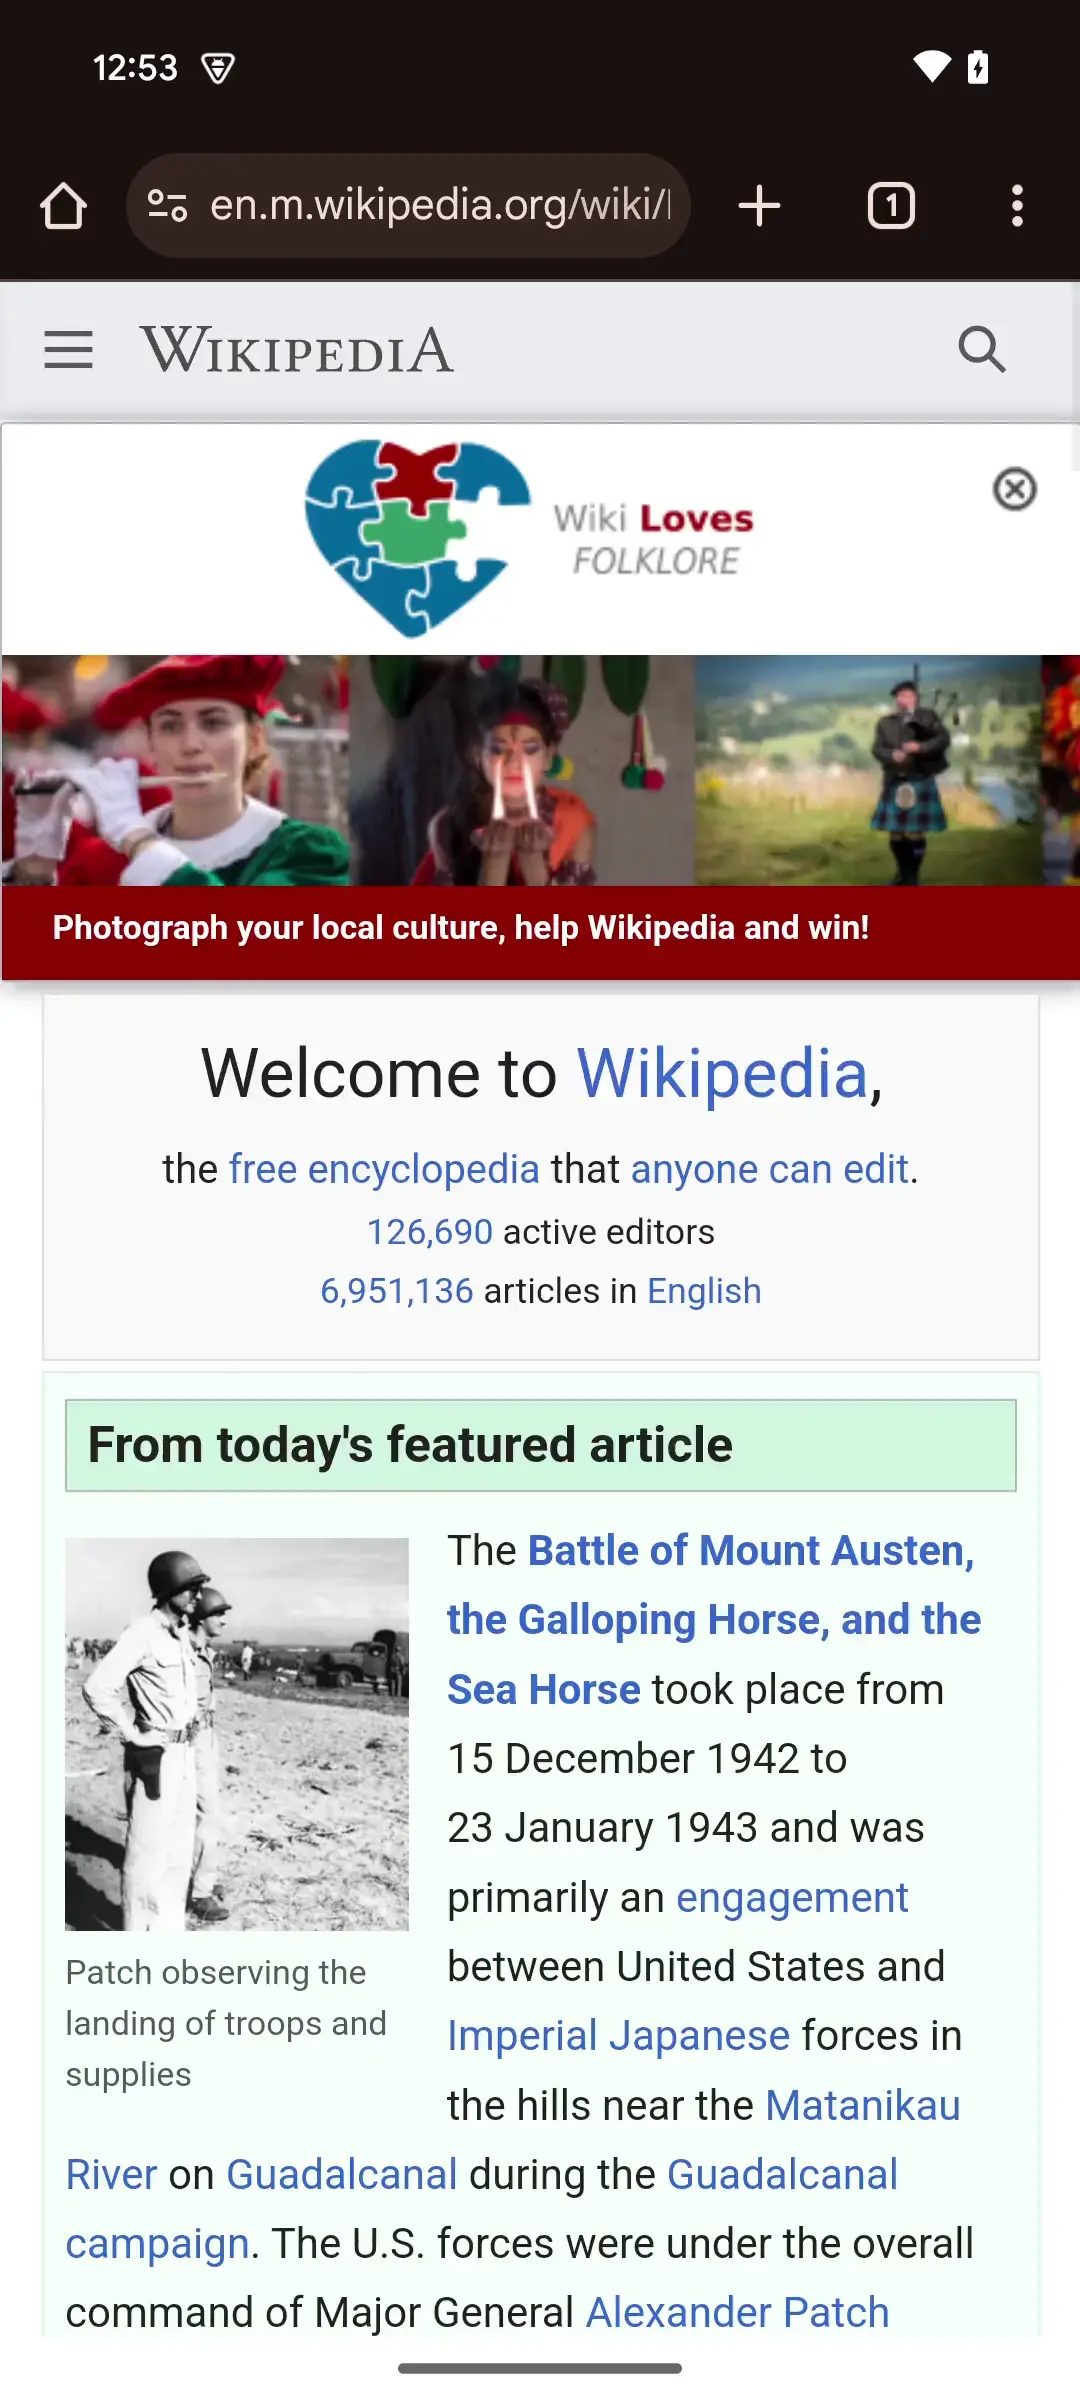 12:53
en.m.wikipedia.org/wiki/
1
WIKIPEDIA
Wiki Loves
FOLKLORE
Photograph your local culture, help Wikipedia and win!
Welcome to Wikipedia,
the free encyclopedia that anyone can edit.
126,690 active editors
6,951,136 articles in English
From today's featured article
The Battle of Mount Austen,
the Galloping Horse, and the
Sea Horse took place from
15 December 1942 to
23 January 1943 and was
primarily an engagement
between United States and
Imperial Japanese forces in
the hills near the Matanikau
River on Guadalcanal during the Guadalcanal
campaign. The U.S. forces were under the overall
command of Major General Alexander Patch
Patch observing the
landing of troops and
supplies